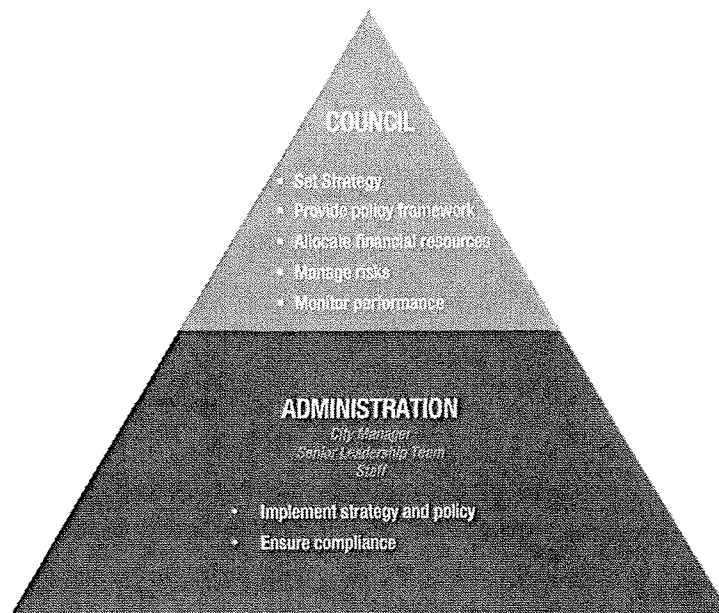 COUNCIL
• Set Strategy
• Provide policy framework
• Allocate financial resources
• Manage risks
• Monitor performance
ADMINISTRATION
City Manager
Senior Leadership Team
Staff
• Implement strategy and policy
• Ensure compliance